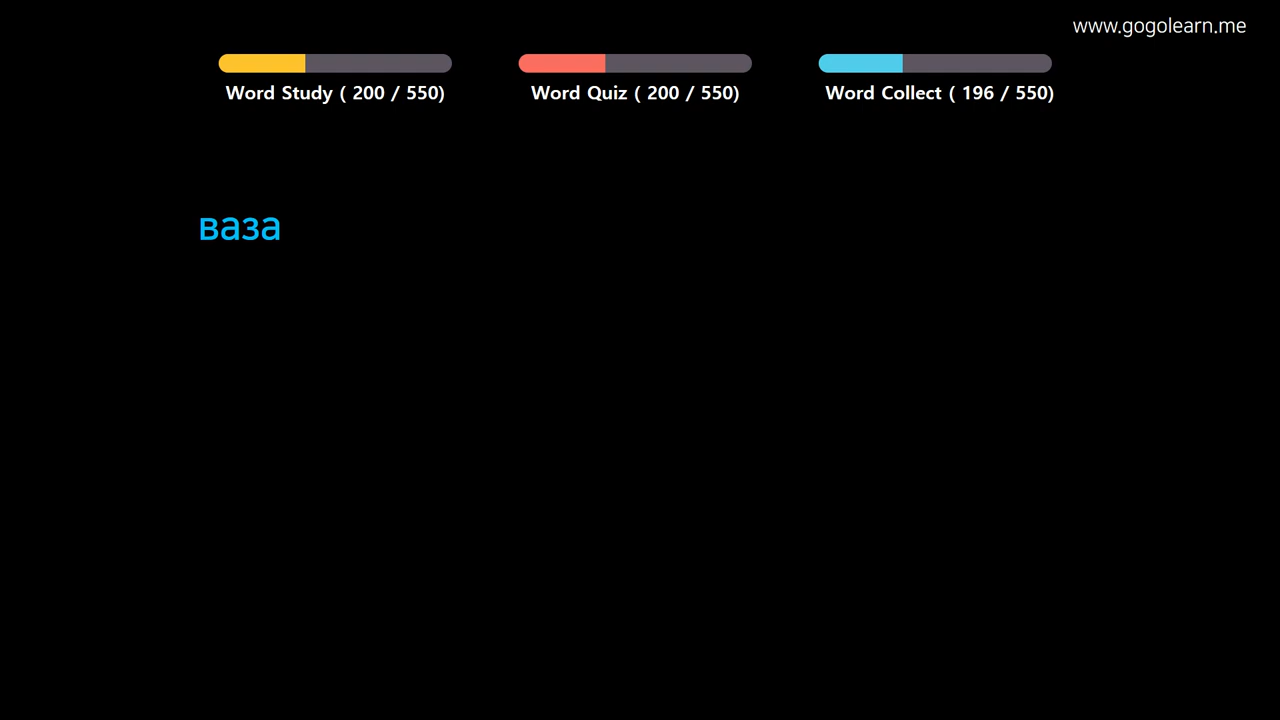 www.gogolearn.me
Word Study ( 200 / 550) Word Quiz ( 200 / 550) Word Collect ( 196 / 550)
ваза